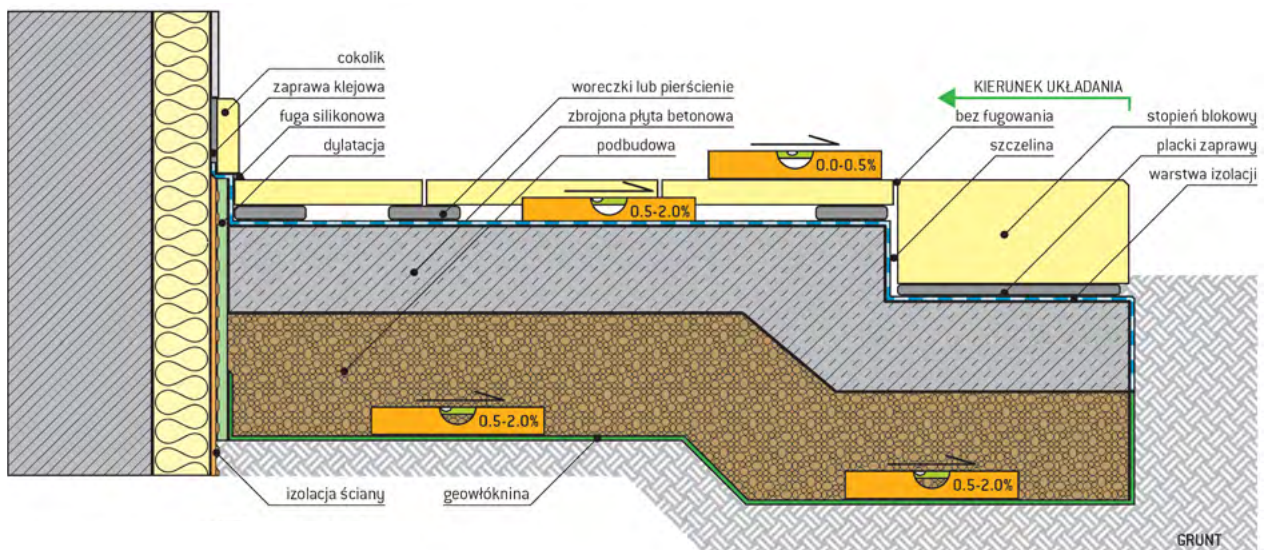 cokolik
zaprawa klejowa
fuga silikonowa
dylatacja
woreczki lub pierścienie
zbrojona płyta betonowa
podbudowa
KIERUNEK UKŁADANIA
bez fugowania
szczelina
stopień blokowy
placki zaprawy
warstwa izolacji
0.0-0.5%
0.5-2.0%
0.5-2.0%
0.5-2.0%
izolacja ściany
geowłóknina
GRUNT